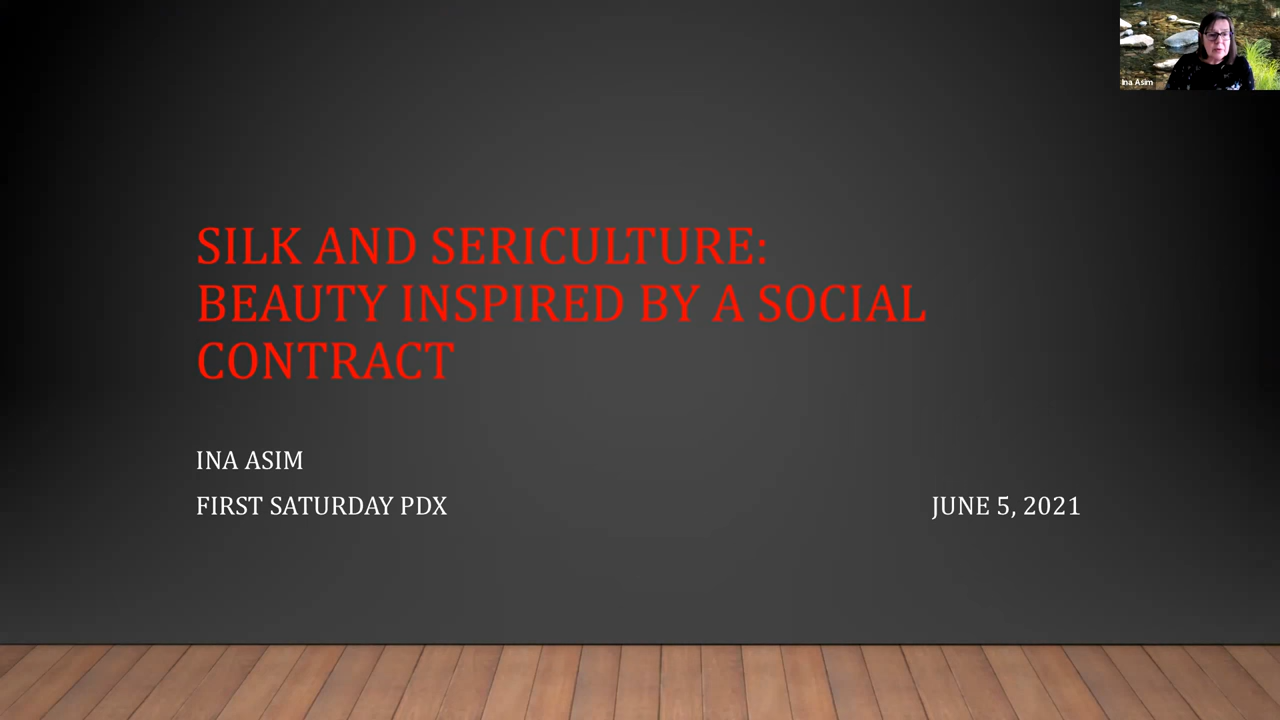 Ina Asim
SILK AND SERICULTURE:
BEAUTY INSPIRED BY A SOCIAL
CONTRACT
INA ASIM
FIRST SATURDAY PDX JUNE 5, 2021